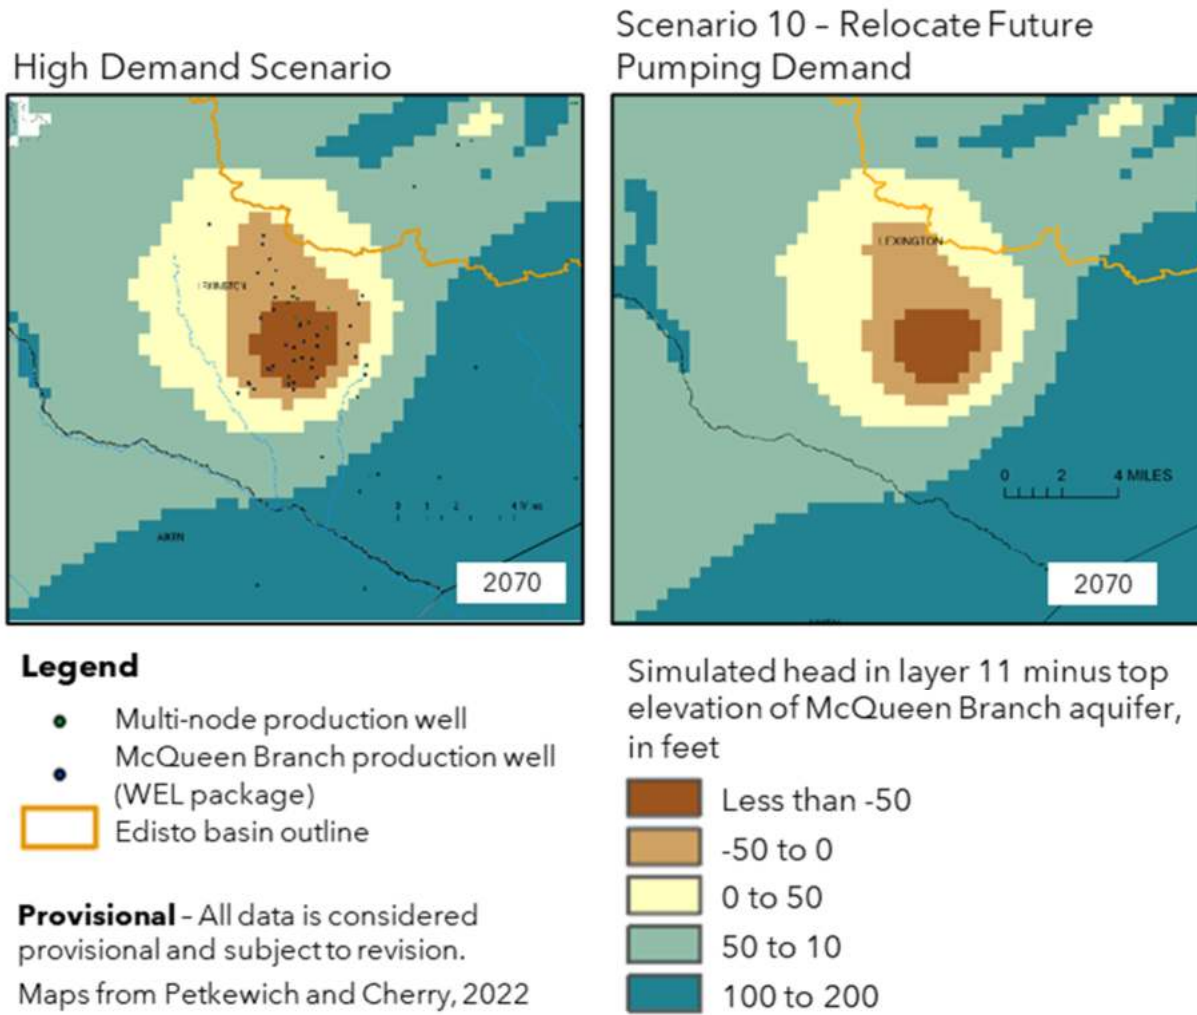 High Demand Scenario
Scenario 10 – Relocate Future
Pumping Demand
LEXINGTON
AIKEN
2070
LEXINGTON
0 2 4 MILES
2070
Legend
Multi-node production well
McQueen Branch production well
(WEL package)
Edisto basin outline
Provisional – All data is considered
provisional and subject to revision.
Maps from Petkewich and Cherry, 2022
Simulated head in layer 11 minus top
elevation of McQueen Branch aquifer,
in feet
Less than -50
-50 to 0
0 to 50
50 to 10
100 to 200